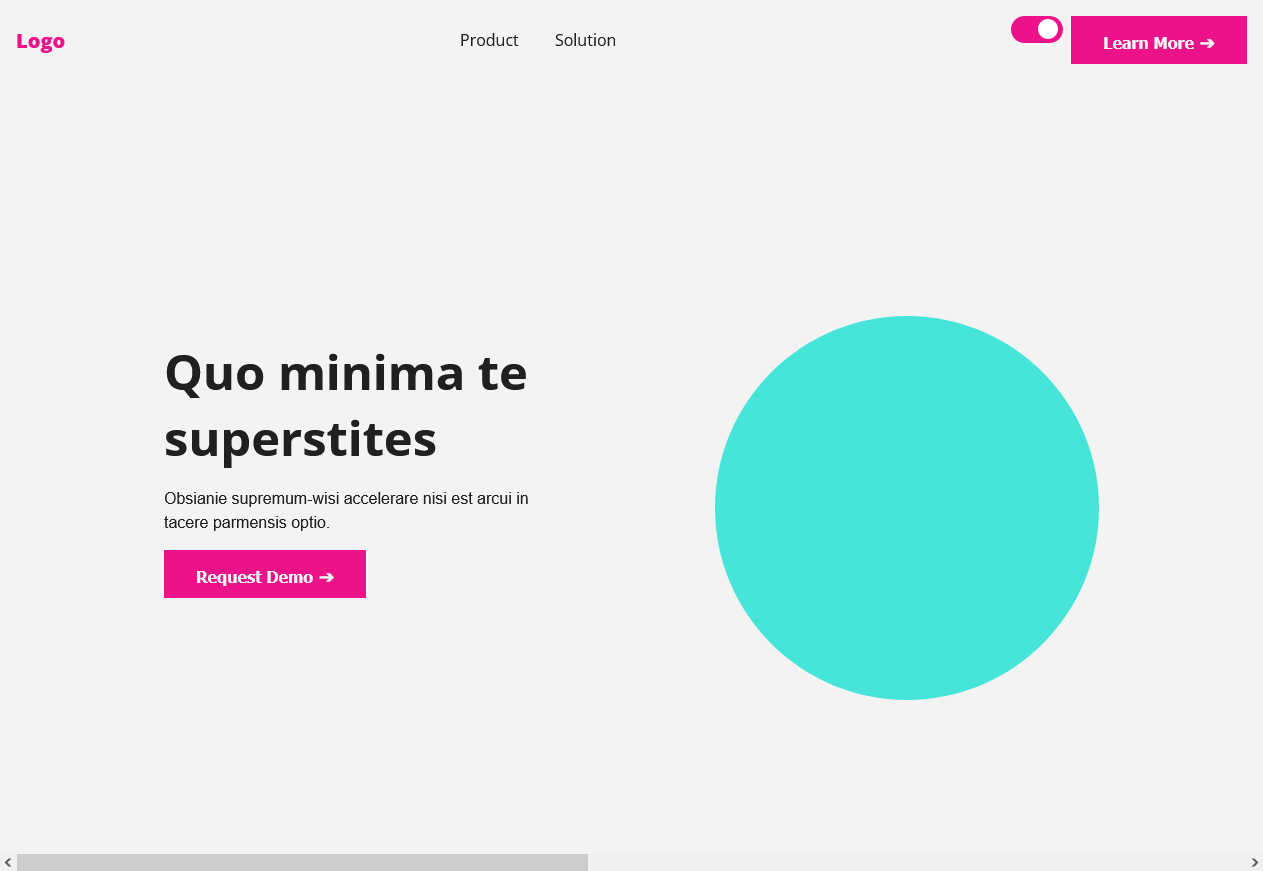 Logo
Product Solution
Learn More ➔
Quo minima te
superstites
Obsianie supremum-wisi accelerare nisi est arcui in
tacere parmensis optio.
Request Demo ➔